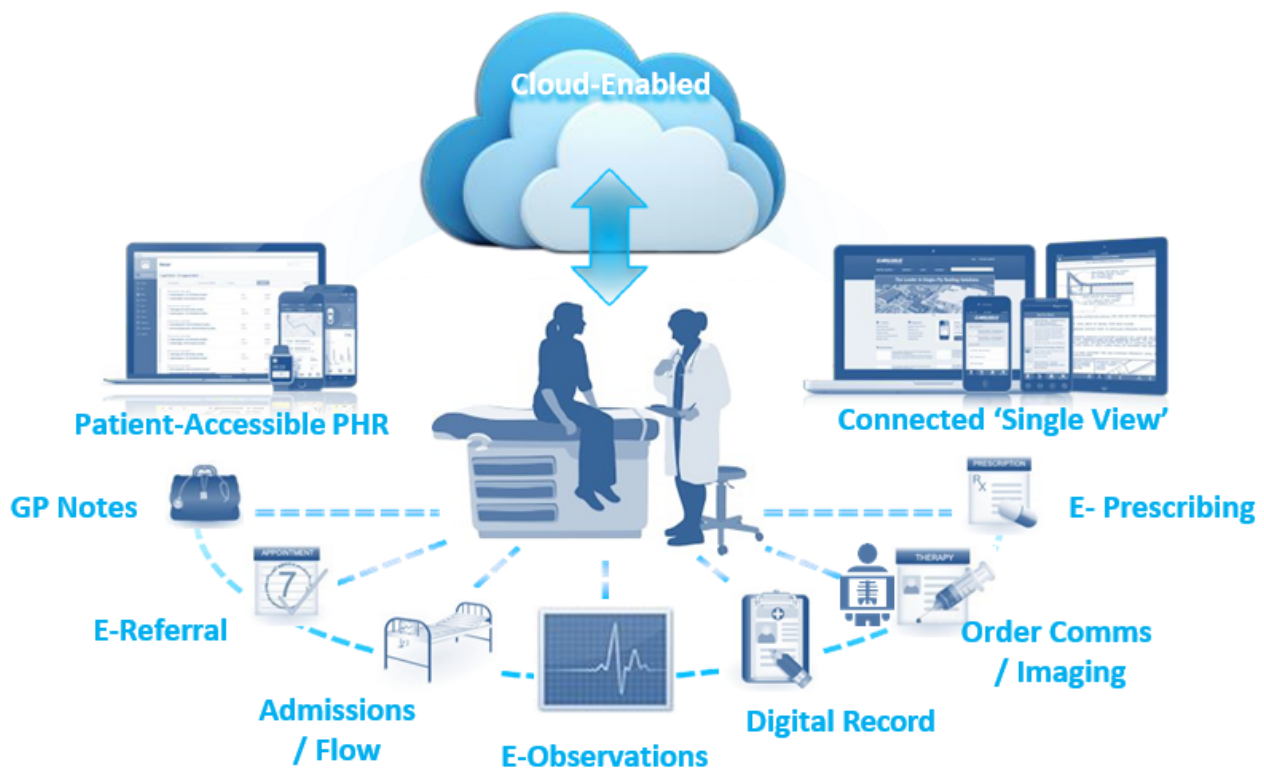 Cloud-Enabled
Patient-Accessible PHR
Connected ‘Single View’
GP Notes
PRESCRIPTION
Rx
E- Prescribing
APPOINTMENT
7
E-Referral
THERAPY
Order Comms
/ Imaging
Admissions
/ Flow
Digital Record
E-Observations